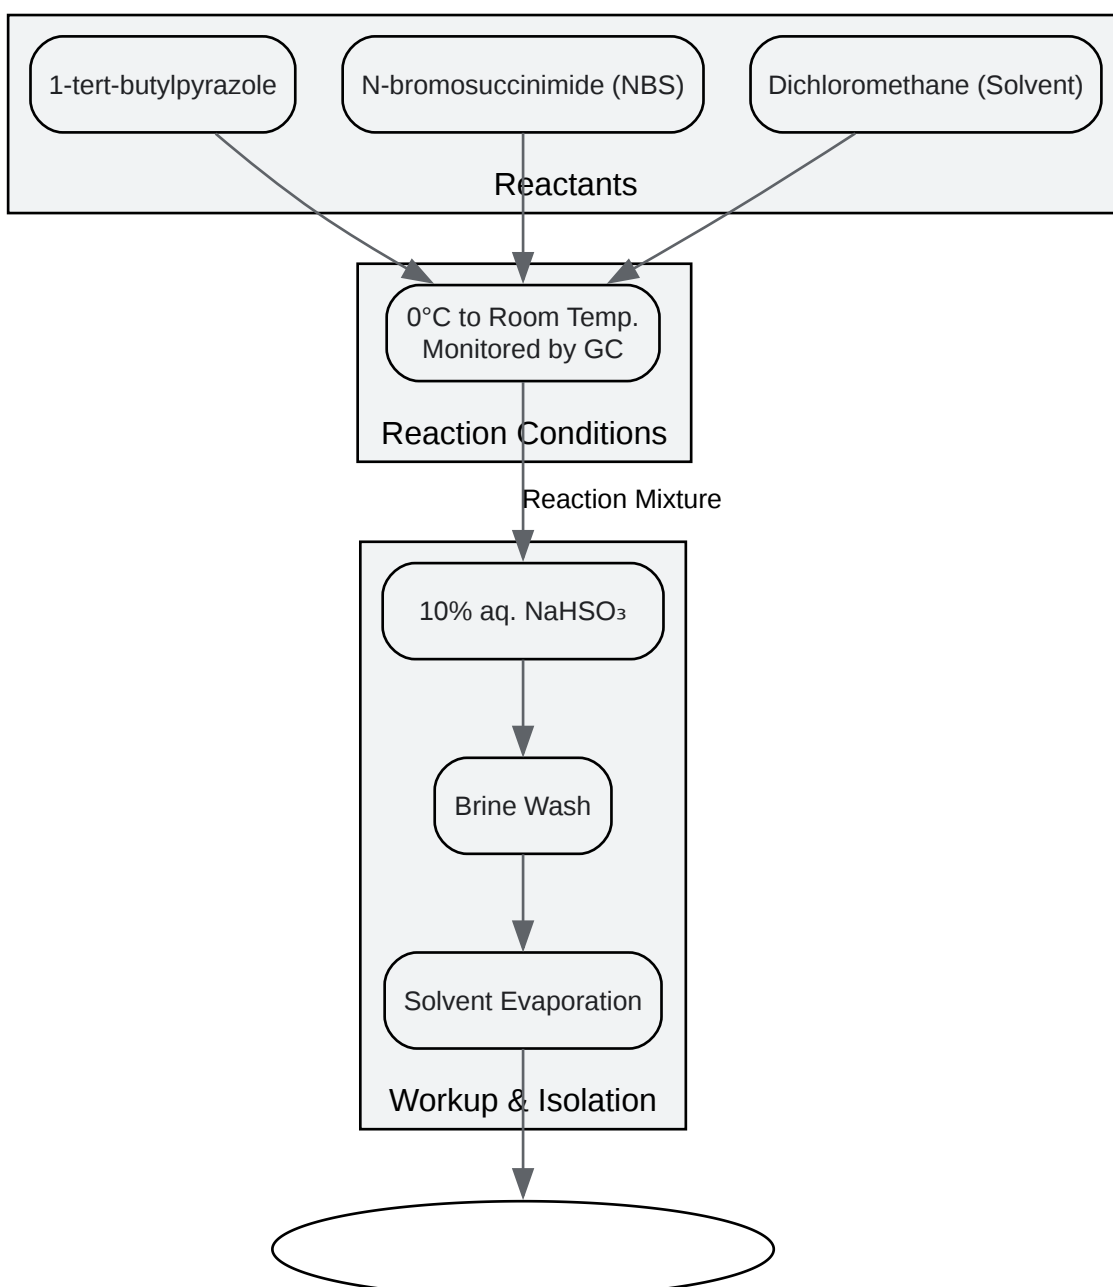 1-tert-butylpyrazole
N-bromosuccinimide (NBS)
Dichloromethane (Solvent)
Reactants
0°C to Room Temp.
Monitored by GC
Reaction Conditions
Reaction Mixture
10% aq. NaHSO₃
Brine Wash
Solvent Evaporation
Workup & Isolation